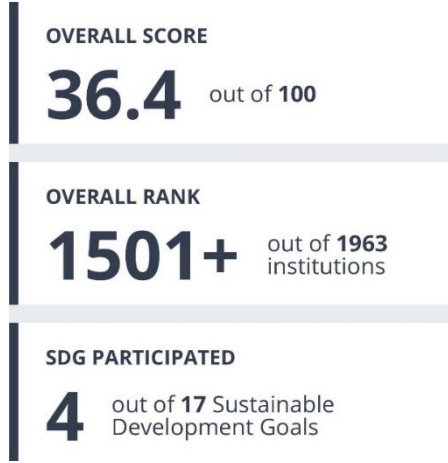 OVERALL SCORE
36.4 out of 100
OVERALL RANK
1501+ out of 1963
institutions
SDG PARTICIPATED
4 out of 17 Sustainable
Development Goals